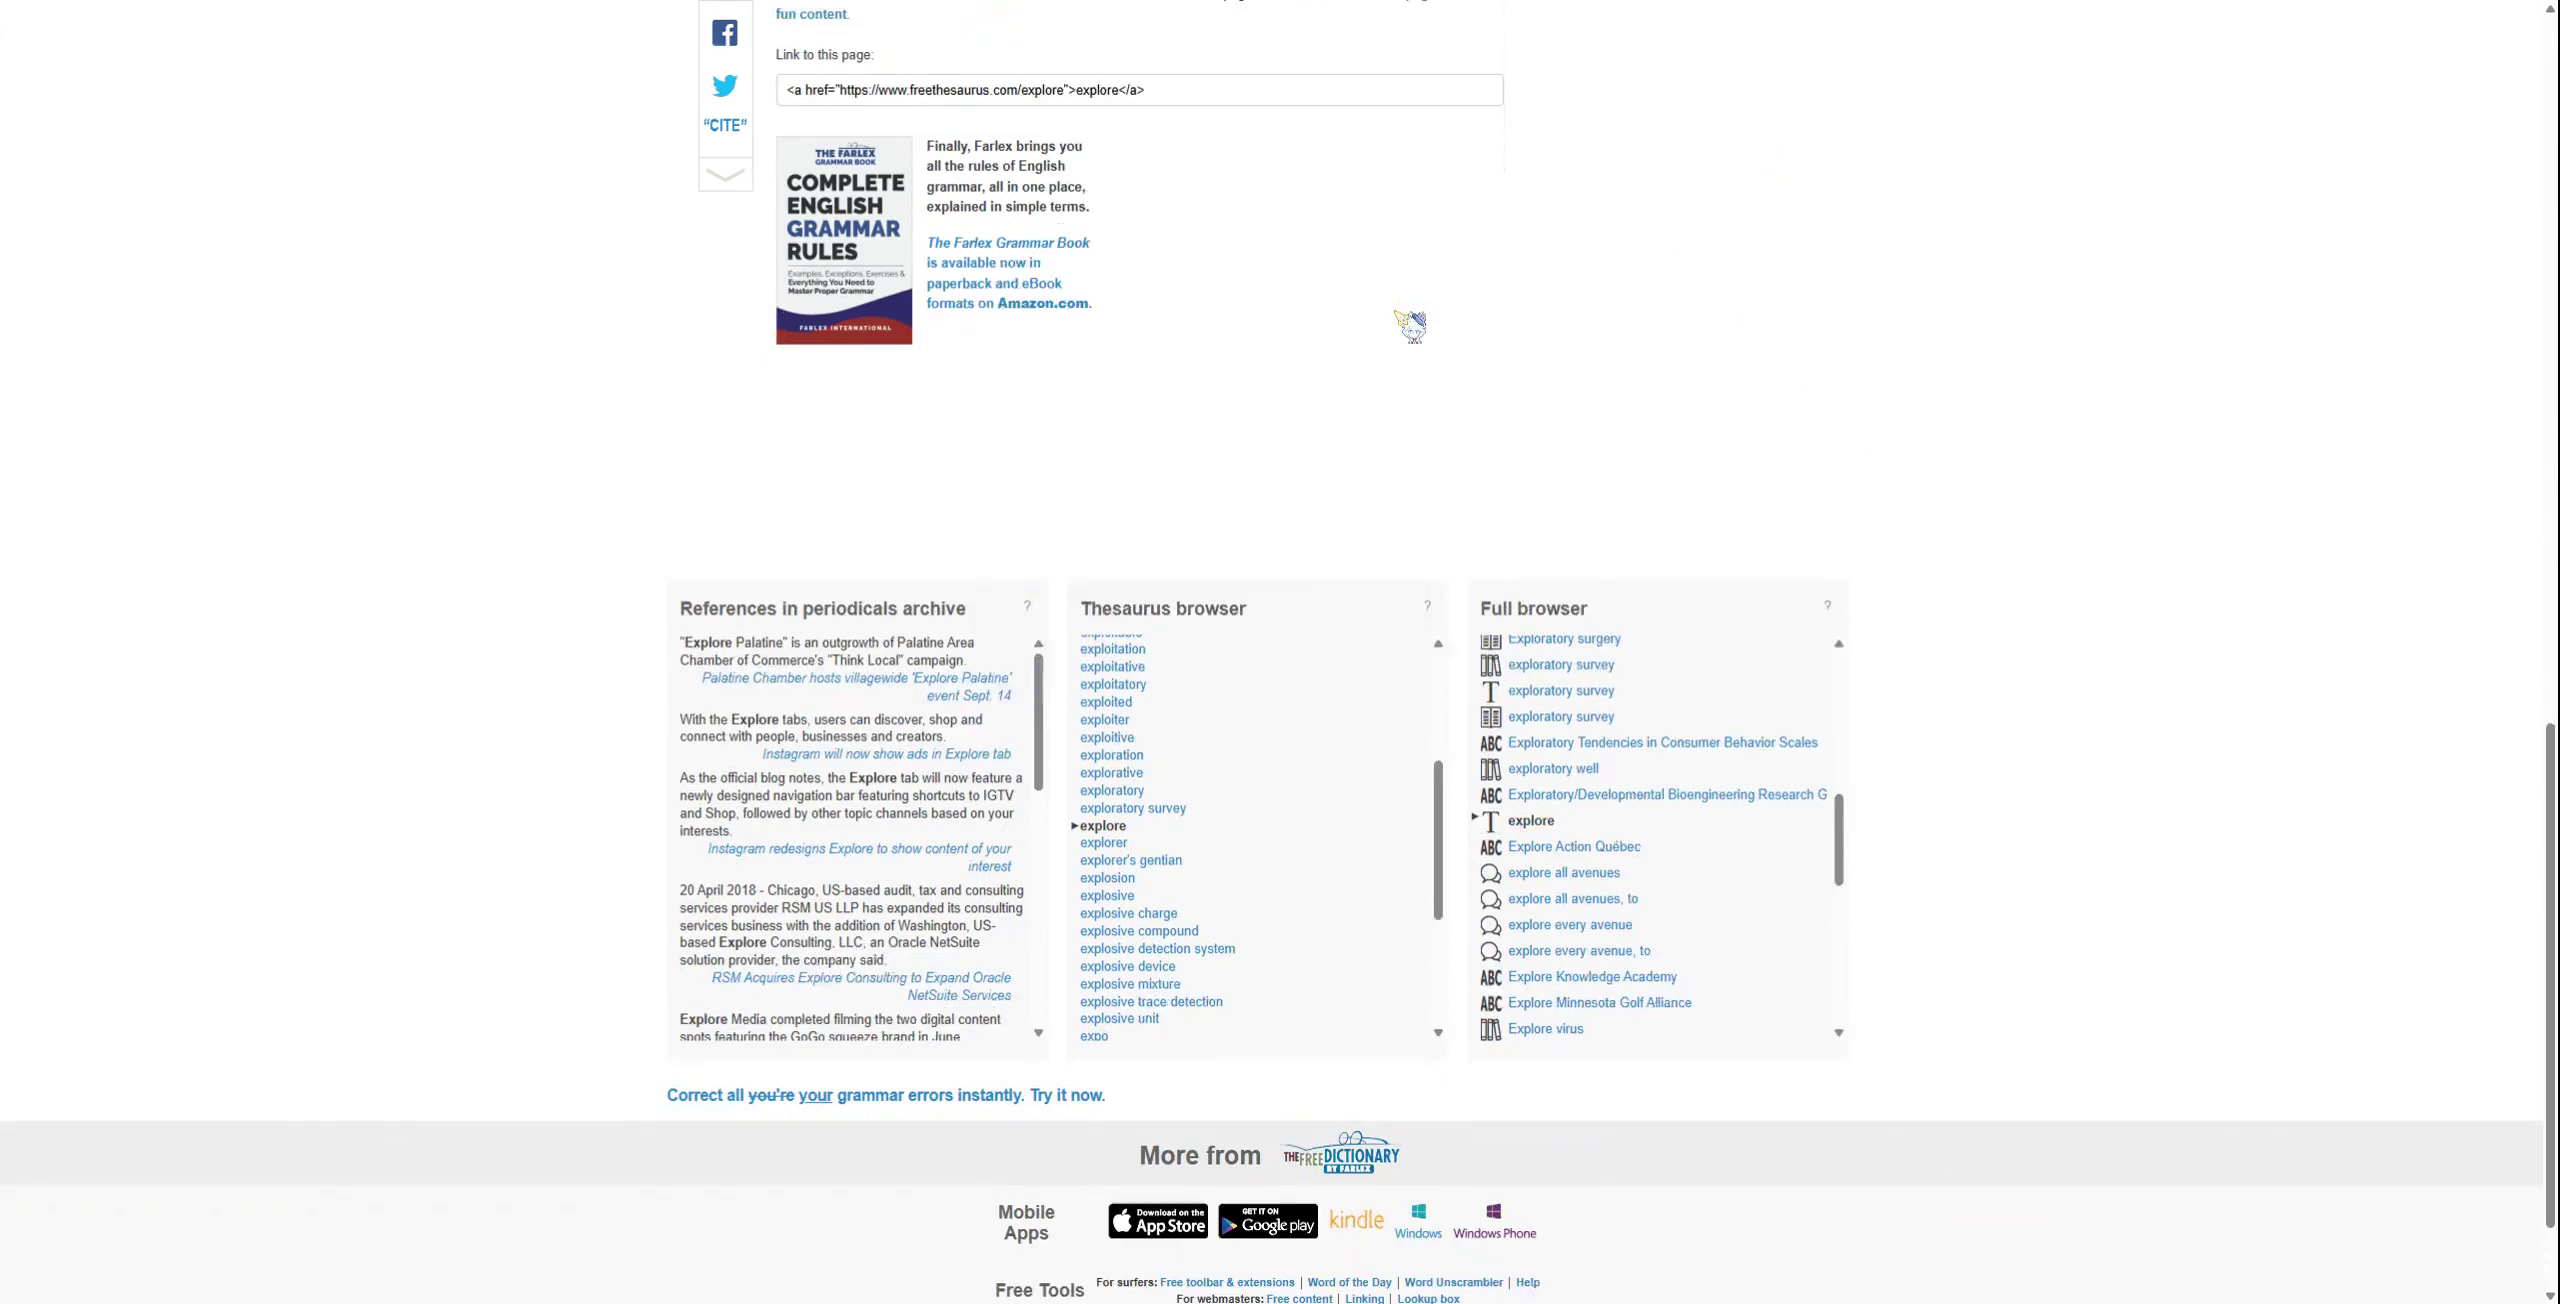 fun content.
Link to this page:
<a href="https://www.freethesaurus.com/explore">explore</a>
"CITE"
THE FARLEX
GRAMMAR BOOK
COMPLETE
ENGLISH
GRAMMAR
RULES
Examples, Exceptions, Exercises &
Everything You Need to
Master Proper Grammar
FARLEX INTERNATIONAL
Finally, Farlex brings you
all the rules of English
grammar, all in one place,
explained in simple terms.
The Farlex Grammar Book
is available now in
paperback and eBook
formats on Amazon.com.
References in periodicals archive ?
"Explore Palatine" is an outgrowth of Palatine Area
Chamber of Commerce's "Think Local" campaign.
Palatine Chamber hosts villagewide 'Explore Palatine'
event Sept. 14
With the Explore tabs, users can discover, shop and
connect with people, businesses and creators.
Instagram will now show ads in Explore tab
As the official blog notes, the Explore tab will now feature a
newly designed navigation bar featuring shortcuts to IGTV
and Shop, followed by other topic channels based on your
interests.
Instagram redesigns Explore to show content of your
interest
20 April 2018 - Chicago, US-based audit, tax and consulting
services provider RSM US LLP has expanded its consulting
services business with the addition of Washington, US-
based Explore Consulting, LLC, an Oracle NetSuite
solution provider, the company said.
RSM Acquires Explore Consulting to Expand Oracle
NetSuite Services
Explore Media completed filming the two digital content
spots featuring the GoGo squeeze brand in June
Thesaurus browser ?
exploitable
exploitation
exploitative
exploitatory
exploited
exploiter
exploitive
exploration
explorative
exploratory
exploratory survey
explore
explorer
explorer's gentian
explosion
explosive
explosive charge
explosive compound
explosive detection system
explosive device
explosive mixture
explosive trace detection
explosive unit
expo
Full browser ?
Exploratory surgery
exploratory survey
T exploratory survey
exploratory survey
ABC Exploratory Tendencies in Consumer Behavior Scales
exploratory well
ABC Exploratory/Developmental Bioengineering Research G
T explore
ABC Explore Action Québec
explore all avenues
explore all avenues, to
explore every avenue
explore every avenue, to
ABC Explore Knowledge Academy
ABC Explore Minnesota Golf Alliance
Explore virus
Correct all you're your grammar errors instantly. Try it now.
More from THE FREE DICTIONARY
BY FARLEX
Mobile
Apps
Download on the
App Store
GET IT ON
Google play
kindle
Windows
Windows Phone
Free Tools
For surfers: Free toolbar & extensions | Word of the Day | Word Unscrambler | Help
For webmasters: Free content | Linking | Lookup box